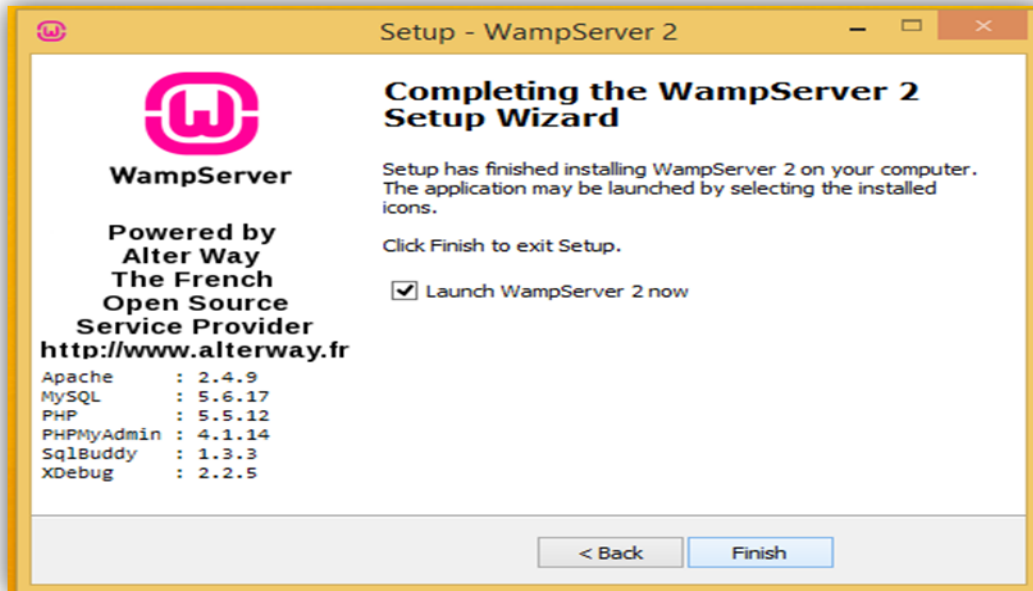 Setup - WampServer 2
WampServer
Powered by
Alter Way
The French
Open Source
Service Provider
http://www.alterway.fr
Apache : 2.4.9
MySQL : 5.6.17
PHP : 5.5.12
PHPMyAdmin : 4.1.14
SqlBuddy : 1.3.3
XDebug : 2.2.5
Completing the WampServer 2
Setup Wizard
Setup has finished installing WampServer 2 on your computer.
The application may be launched by selecting the installed
icons.
Click Finish to exit Setup.
Launch WampServer 2 now
< Back
Finish